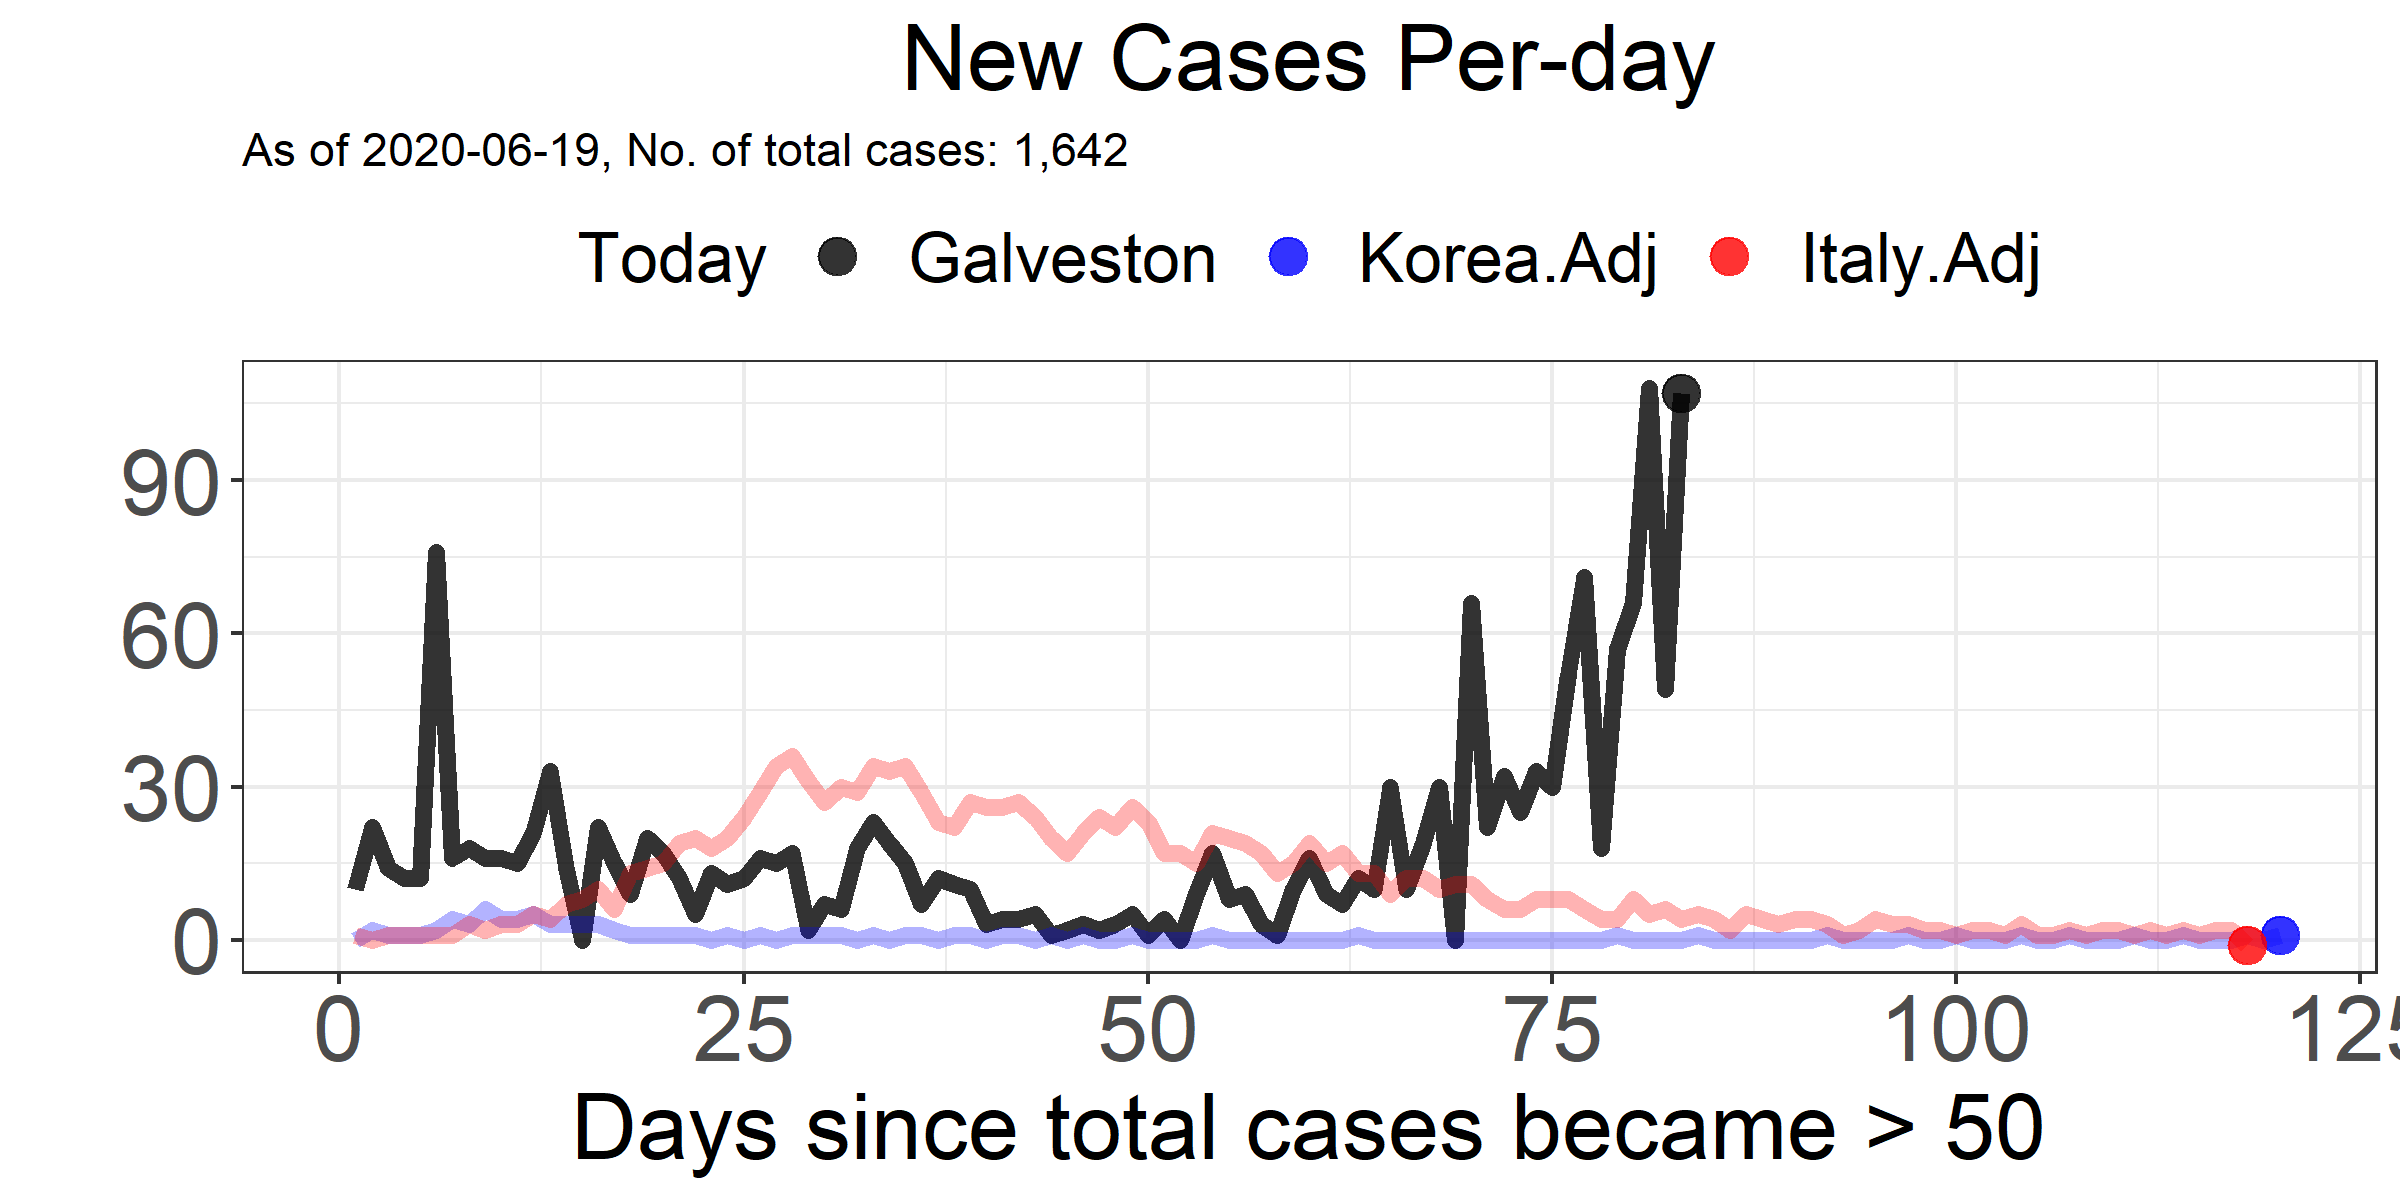 New Cases Per-day
As of 2020-06-19, No. of total cases: 1,642
Today Galveston Korea.Adj Italy.Adj
90
60
30
0
0 25 50 75 100 125
Days since total cases became > 50